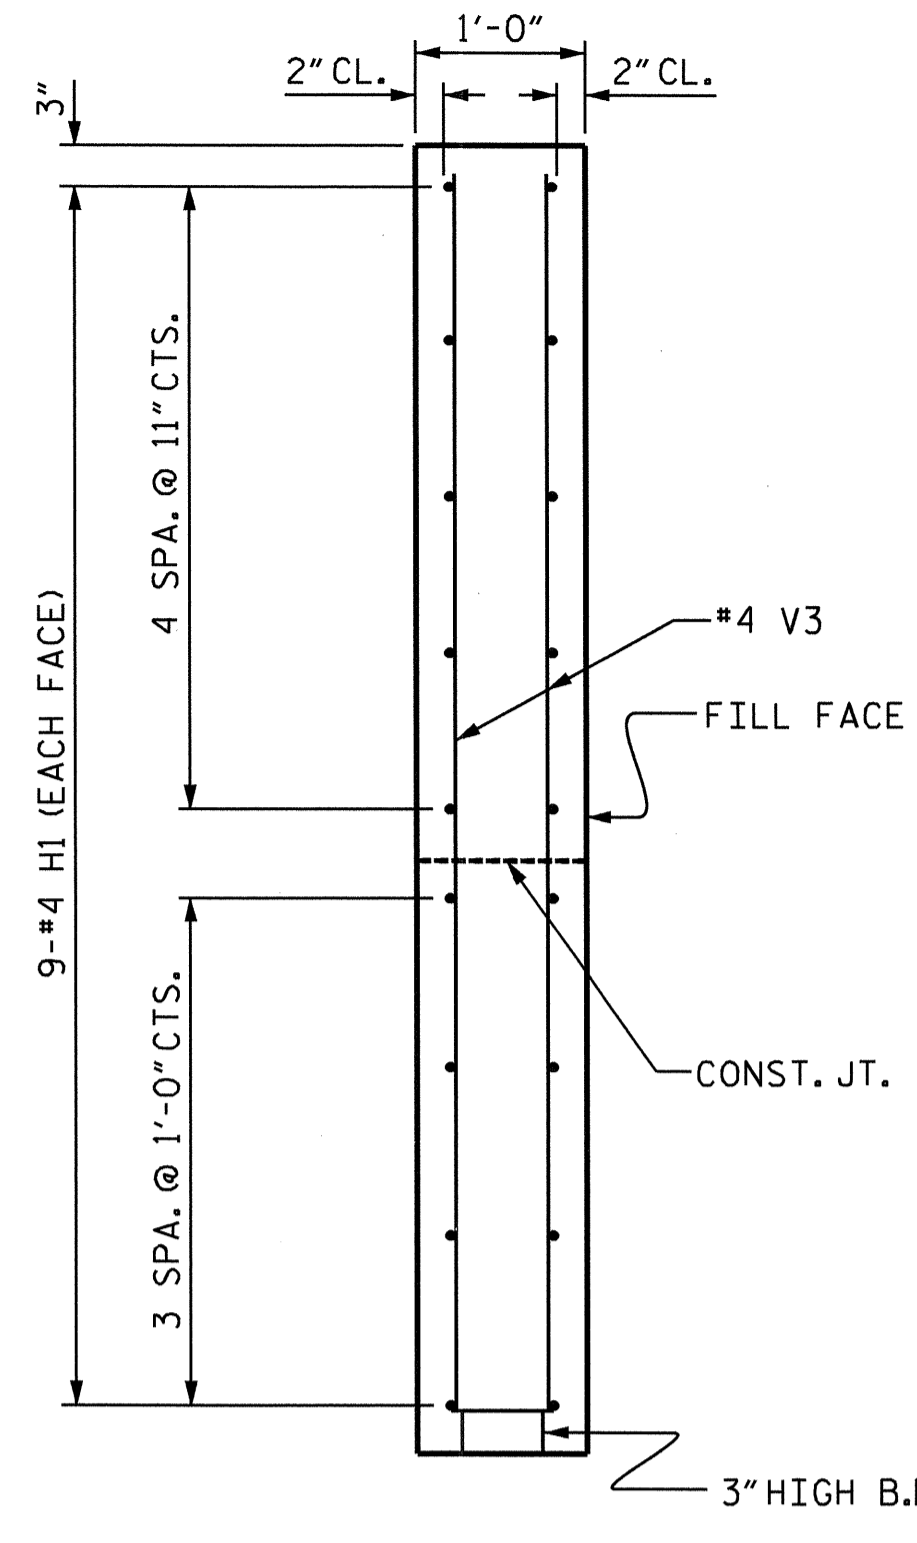 1'-0"
2" CL.
2" CL.
3"
4 SPA. @ 11" CTS.
9-#4 H1 (EACH FACE)
#4 V3
FILL FACE
CONST. JT.
3 SPA. @ 1'-0" CTS.
3" HIGH